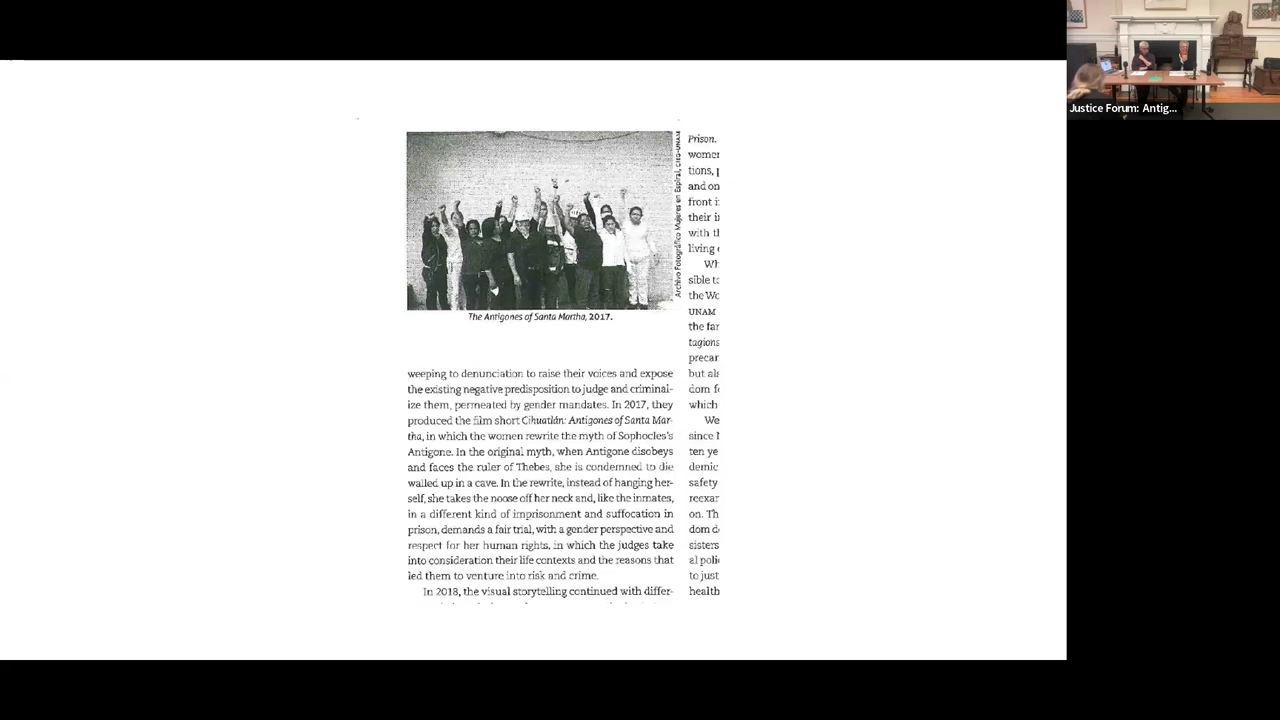 Justice Forum: Antig...
Archivo Fotográfico Mujeres en Espiral, CIEG-UNAM
The Antigones of Santa Martha, 2017.
weeping to denunciation to raise their voices and expose
the existing negative predisposition to judge and criminal-
ize them, permeated by gender mandates. In 2017, they
produced the film short Cihuatlán: Antigones of Santa Mar-
tha, in which the women rewrite the myth of Sophocles's
Antigone. In the original myth, when Antigone disobeys
and faces the ruler of Thebes, she is condemned to die
walled up in a cave. In the rewrite, instead of hanging her-
self, she takes the noose off her neck and, like the inmates,
in a different kind of imprisonment and suffocation in
prison, demands a fair trial, with a gender perspective and
respect for her human rights, in which the judges take
into consideration their life contexts and the reasons that
led them to venture into risk and crime.
In 2018, the visual storytelling continued with differ-
Prison.
women
tions, p
and on
front i
their i
with th
living
Wh
sible to
the Wo
UNAM
the far
tagions
precar
but als
dom fo
which
We
since
ten ye
demic
safety
reexar
on. Th
dom d
sisters
al poli
to just
health